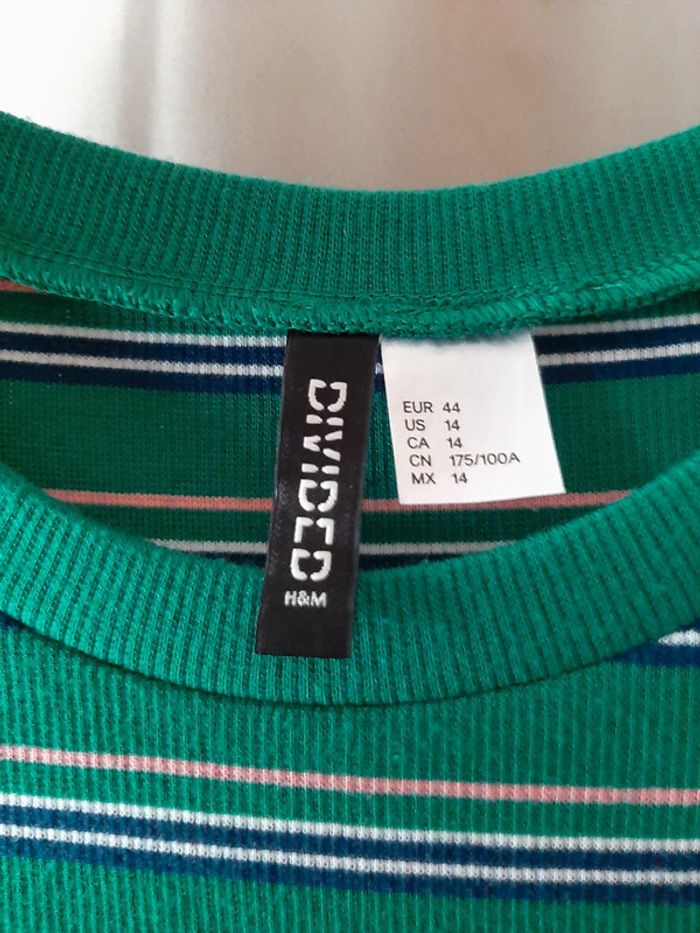 DIVIDED
H&M
EUR 44
US 14
CA 14
CN 175/100A
MX 14